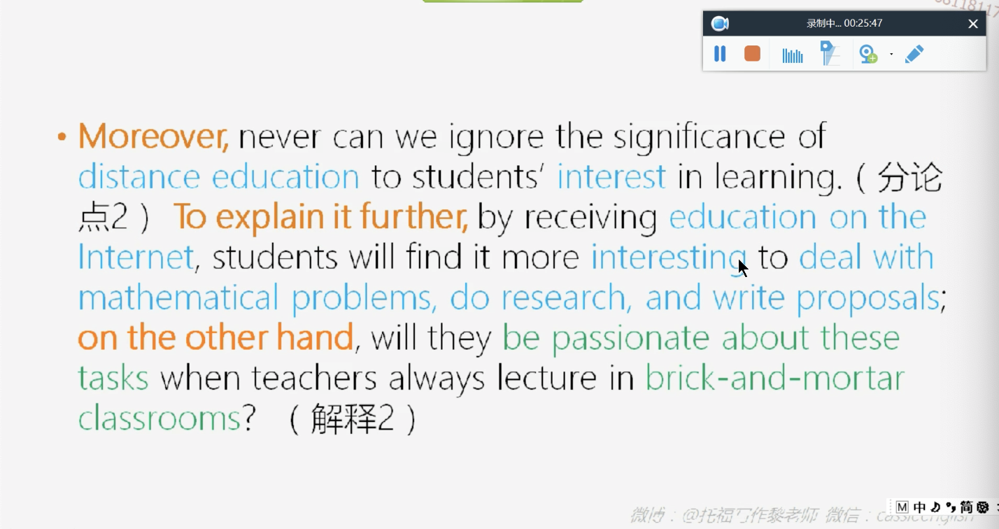 录制中... 00:25:47
• Moreover, never can we ignore the significance of
distance education to students' interest in learning.（分论
点2） To explain it further, by receiving education on the
Internet, students will find it more interesting to deal with
mathematical problems, do research, and write proposals;
on the other hand, will they be passionate about these
tasks when teachers always lecture in brick-and-mortar
classrooms? （解释2）
微博：@托福写作黎老师 微信：
M 中 简